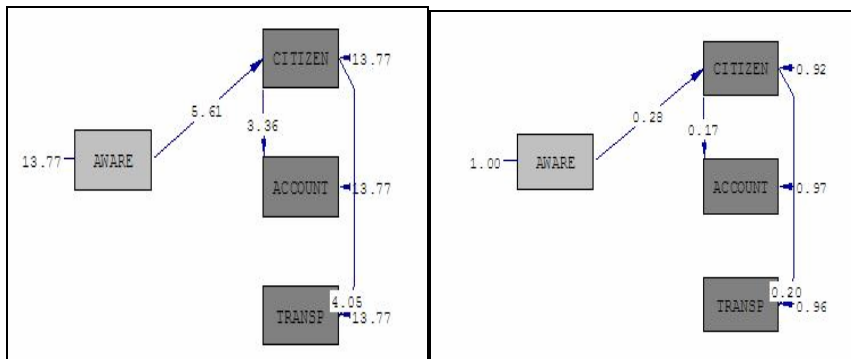 CITIZEN
13.77
5.61
3.36
13.77
AWARE
ACCOUNT
13.77
4.05
TRANSP
13.77
CITIZEN
0.92
0.28
0.17
1.00
AWARE
ACCOUNT
0.97
0.20
TRANSP
0.96